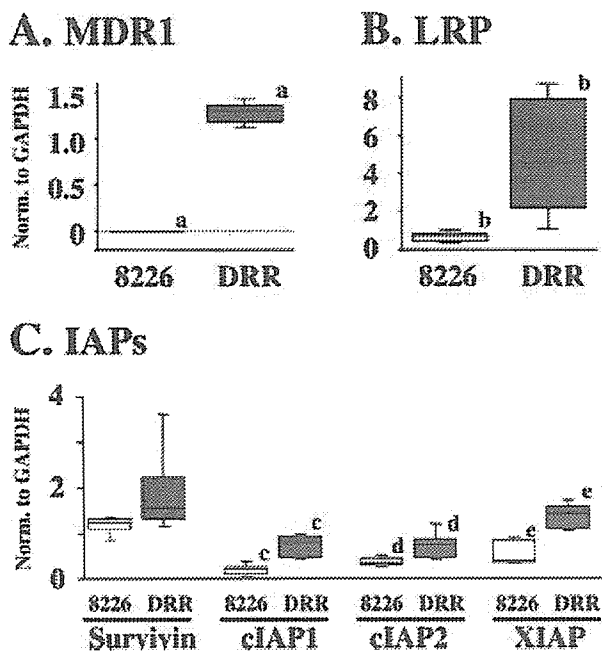 A. MDR1
Norm. to GAPDH
1.5
1.0
0.5
0
a
a
8226 DRR
B. LRP
8
6
4
2
0
b
b
8226 DRR
C. IAPs
Norm. to GAPDH
4
2
0
c
c
d
d
e
e
8226 DRR 8226 DRR 8226 DRR 8226 DRR
Survivin cIAP1 cIAP2 XIAP